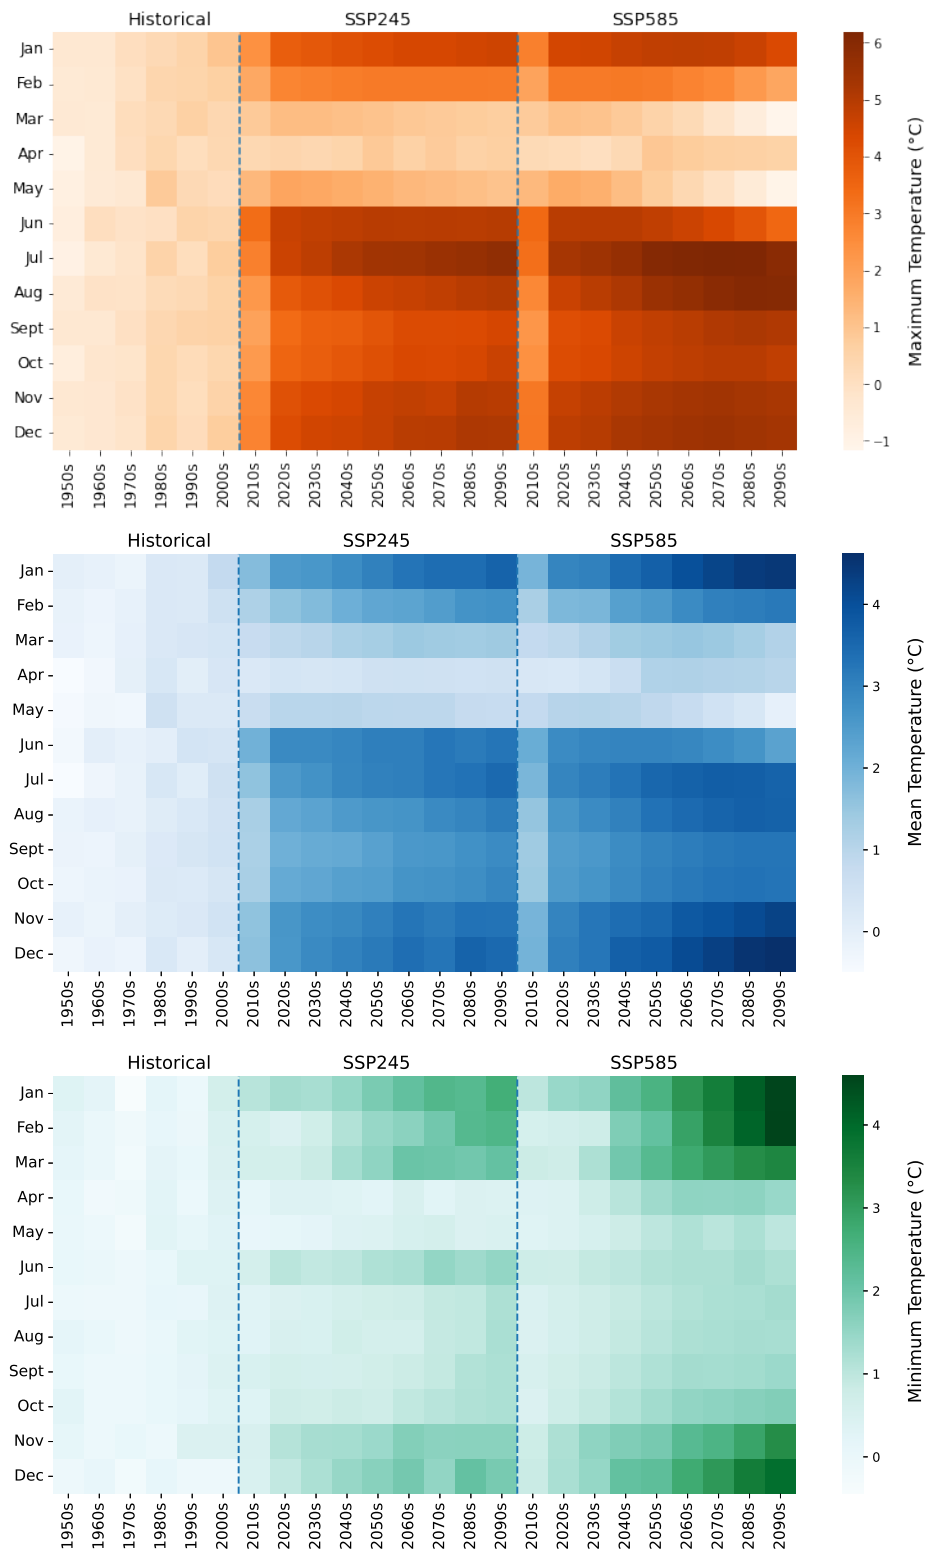 Historical SSP245 SSP585
Jan
Feb
Mar
Apr
May
Jun
Jul
Aug
Sept
Oct
Nov
Dec
1950s 1960s 1970s 1980s 1990s 2000s 2010s 2020s 2030s 2040s 2050s 2060s 2070s 2080s 2090s 2010s 2020s 2030s 2040s 2050s 2060s 2070s 2080s 2090s
6
5
4
3
2
1
0
−1
Maximum Temperature (°C)
Historical SSP245 SSP585
Jan
Feb
Mar
Apr
May
Jun
Jul
Aug
Sept
Oct
Nov
Dec
1950s 1960s 1970s 1980s 1990s 2000s 2010s 2020s 2030s 2040s 2050s 2060s 2070s 2080s 2090s 2010s 2020s 2030s 2040s 2050s 2060s 2070s 2080s 2090s
4
3
2
1
0
Mean Temperature (°C)
Historical SSP245 SSP585
Jan
Feb
Mar
Apr
May
Jun
Jul
Aug
Sept
Oct
Nov
Dec
1950s 1960s 1970s 1980s 1990s 2000s 2010s 2020s 2030s 2040s 2050s 2060s 2070s 2080s 2090s 2010s 2020s 2030s 2040s 2050s 2060s 2070s 2080s 2090s
4
3
2
1
0
Minimum Temperature (°C)